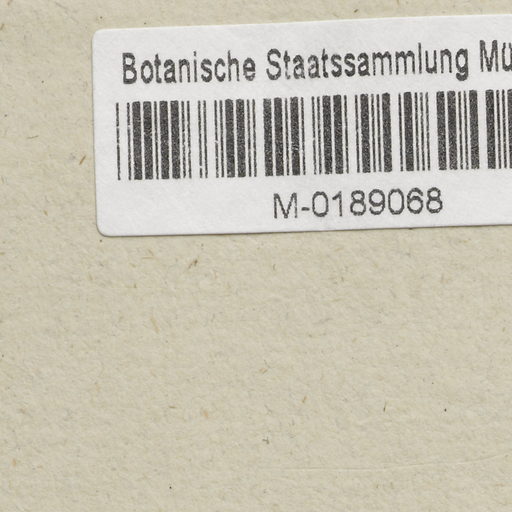 Botanische Staatssammlung Mü
M-0189068